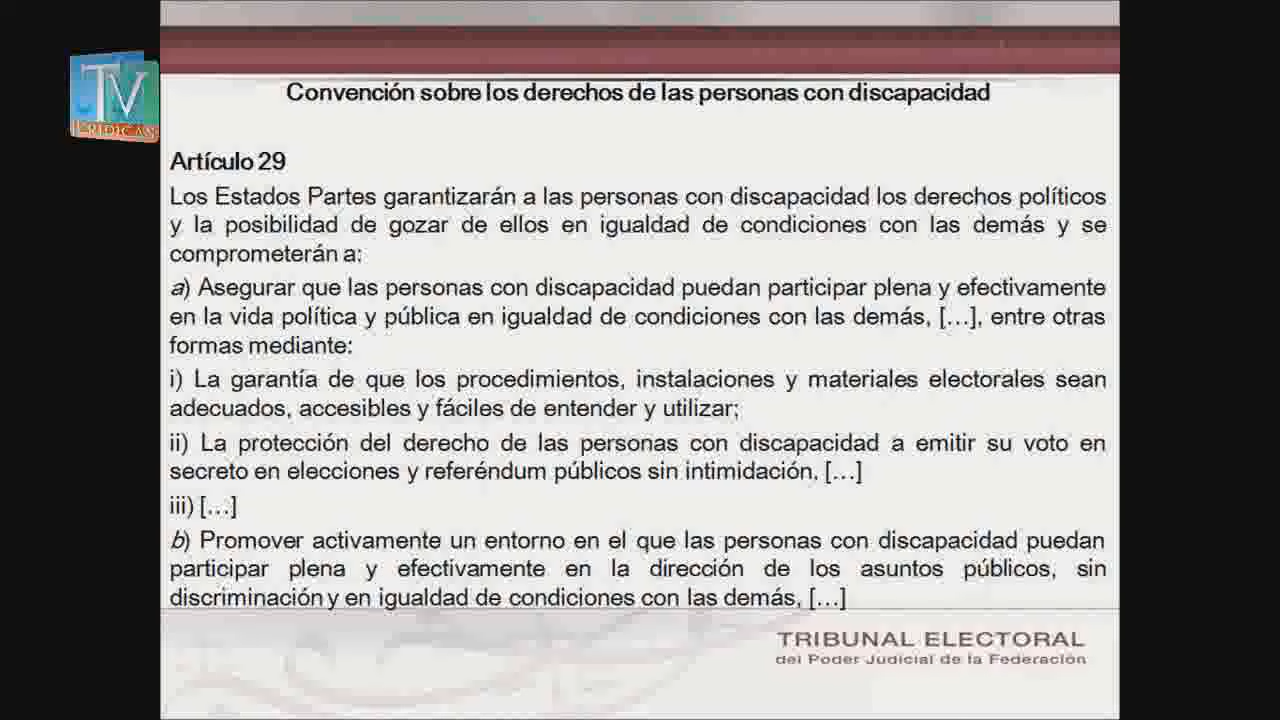 TV
JURIDICAS
Convención sobre los derechos de las personas con discapacidad
Artículo 29
Los Estados Partes garantizarán a las personas con discapacidad los derechos políticos
y la posibilidad de gozar de ellos en igualdad de condiciones con las demás y se
comprometerán a:
a) Asegurar que las personas con discapacidad puedan participar plena y efectivamente
en la vida política y pública en igualdad de condiciones con las demás, […], entre otras
formas mediante:
i) La garantía de que los procedimientos, instalaciones y materiales electorales sean
adecuados, accesibles y fáciles de entender y utilizar;
ii) La protección del derecho de las personas con discapacidad a emitir su voto en
secreto en elecciones y referéndum públicos sin intimidación, […]
iii) […]
b) Promover activamente un entorno en el que las personas con discapacidad puedan
participar plena y efectivamente en la dirección de los asuntos públicos, sin
discriminación y en igualdad de condiciones con las demás, […]
TRIBUNAL ELECTORAL
del Poder Judicial de la Federación